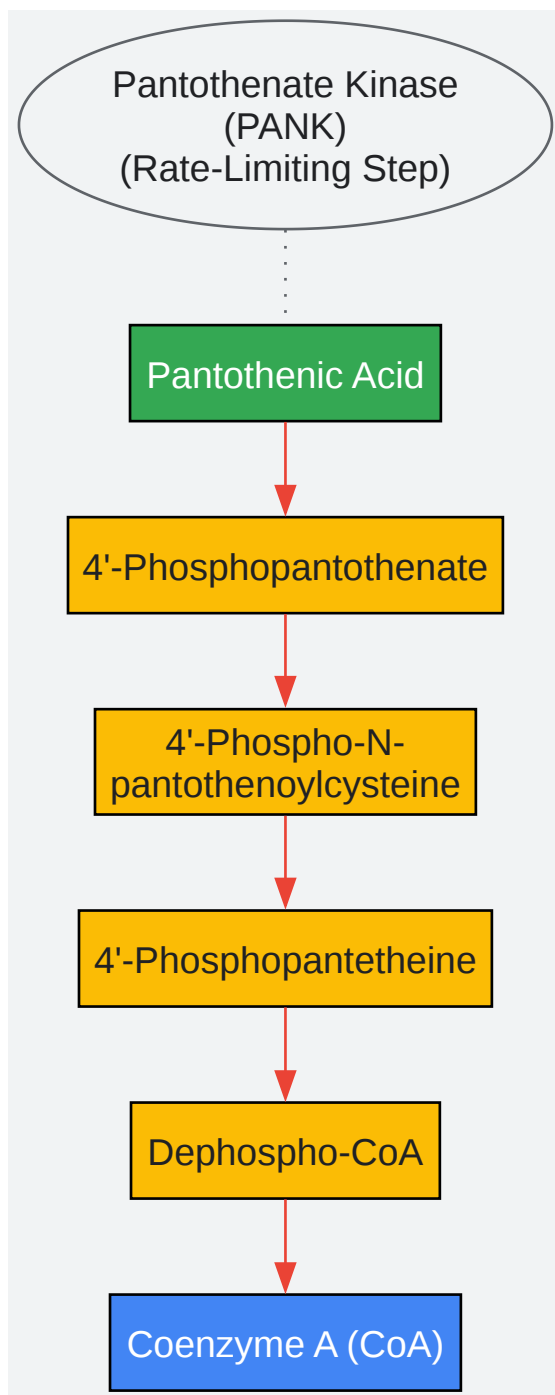 Pantothenate Kinase
(PANK)
(Rate-Limiting Step)
Pantothenic Acid
4'-Phosphopantothenate
4'-Phospho-N-
pantothenoylcysteine
4'-Phosphopantetheine
Dephospho-CoA
Coenzyme A (CoA)